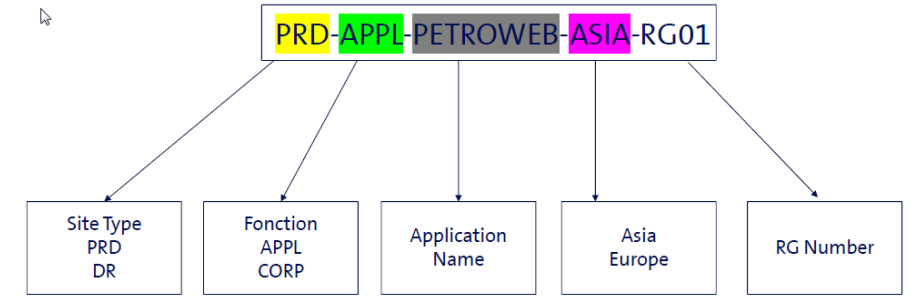 PRD-APPL-PETROWEB-ASIA-RG01
Site Type
PRD
DR
Fonction
APPL
CORP
Application
Name
Asia
Europe
RG Number